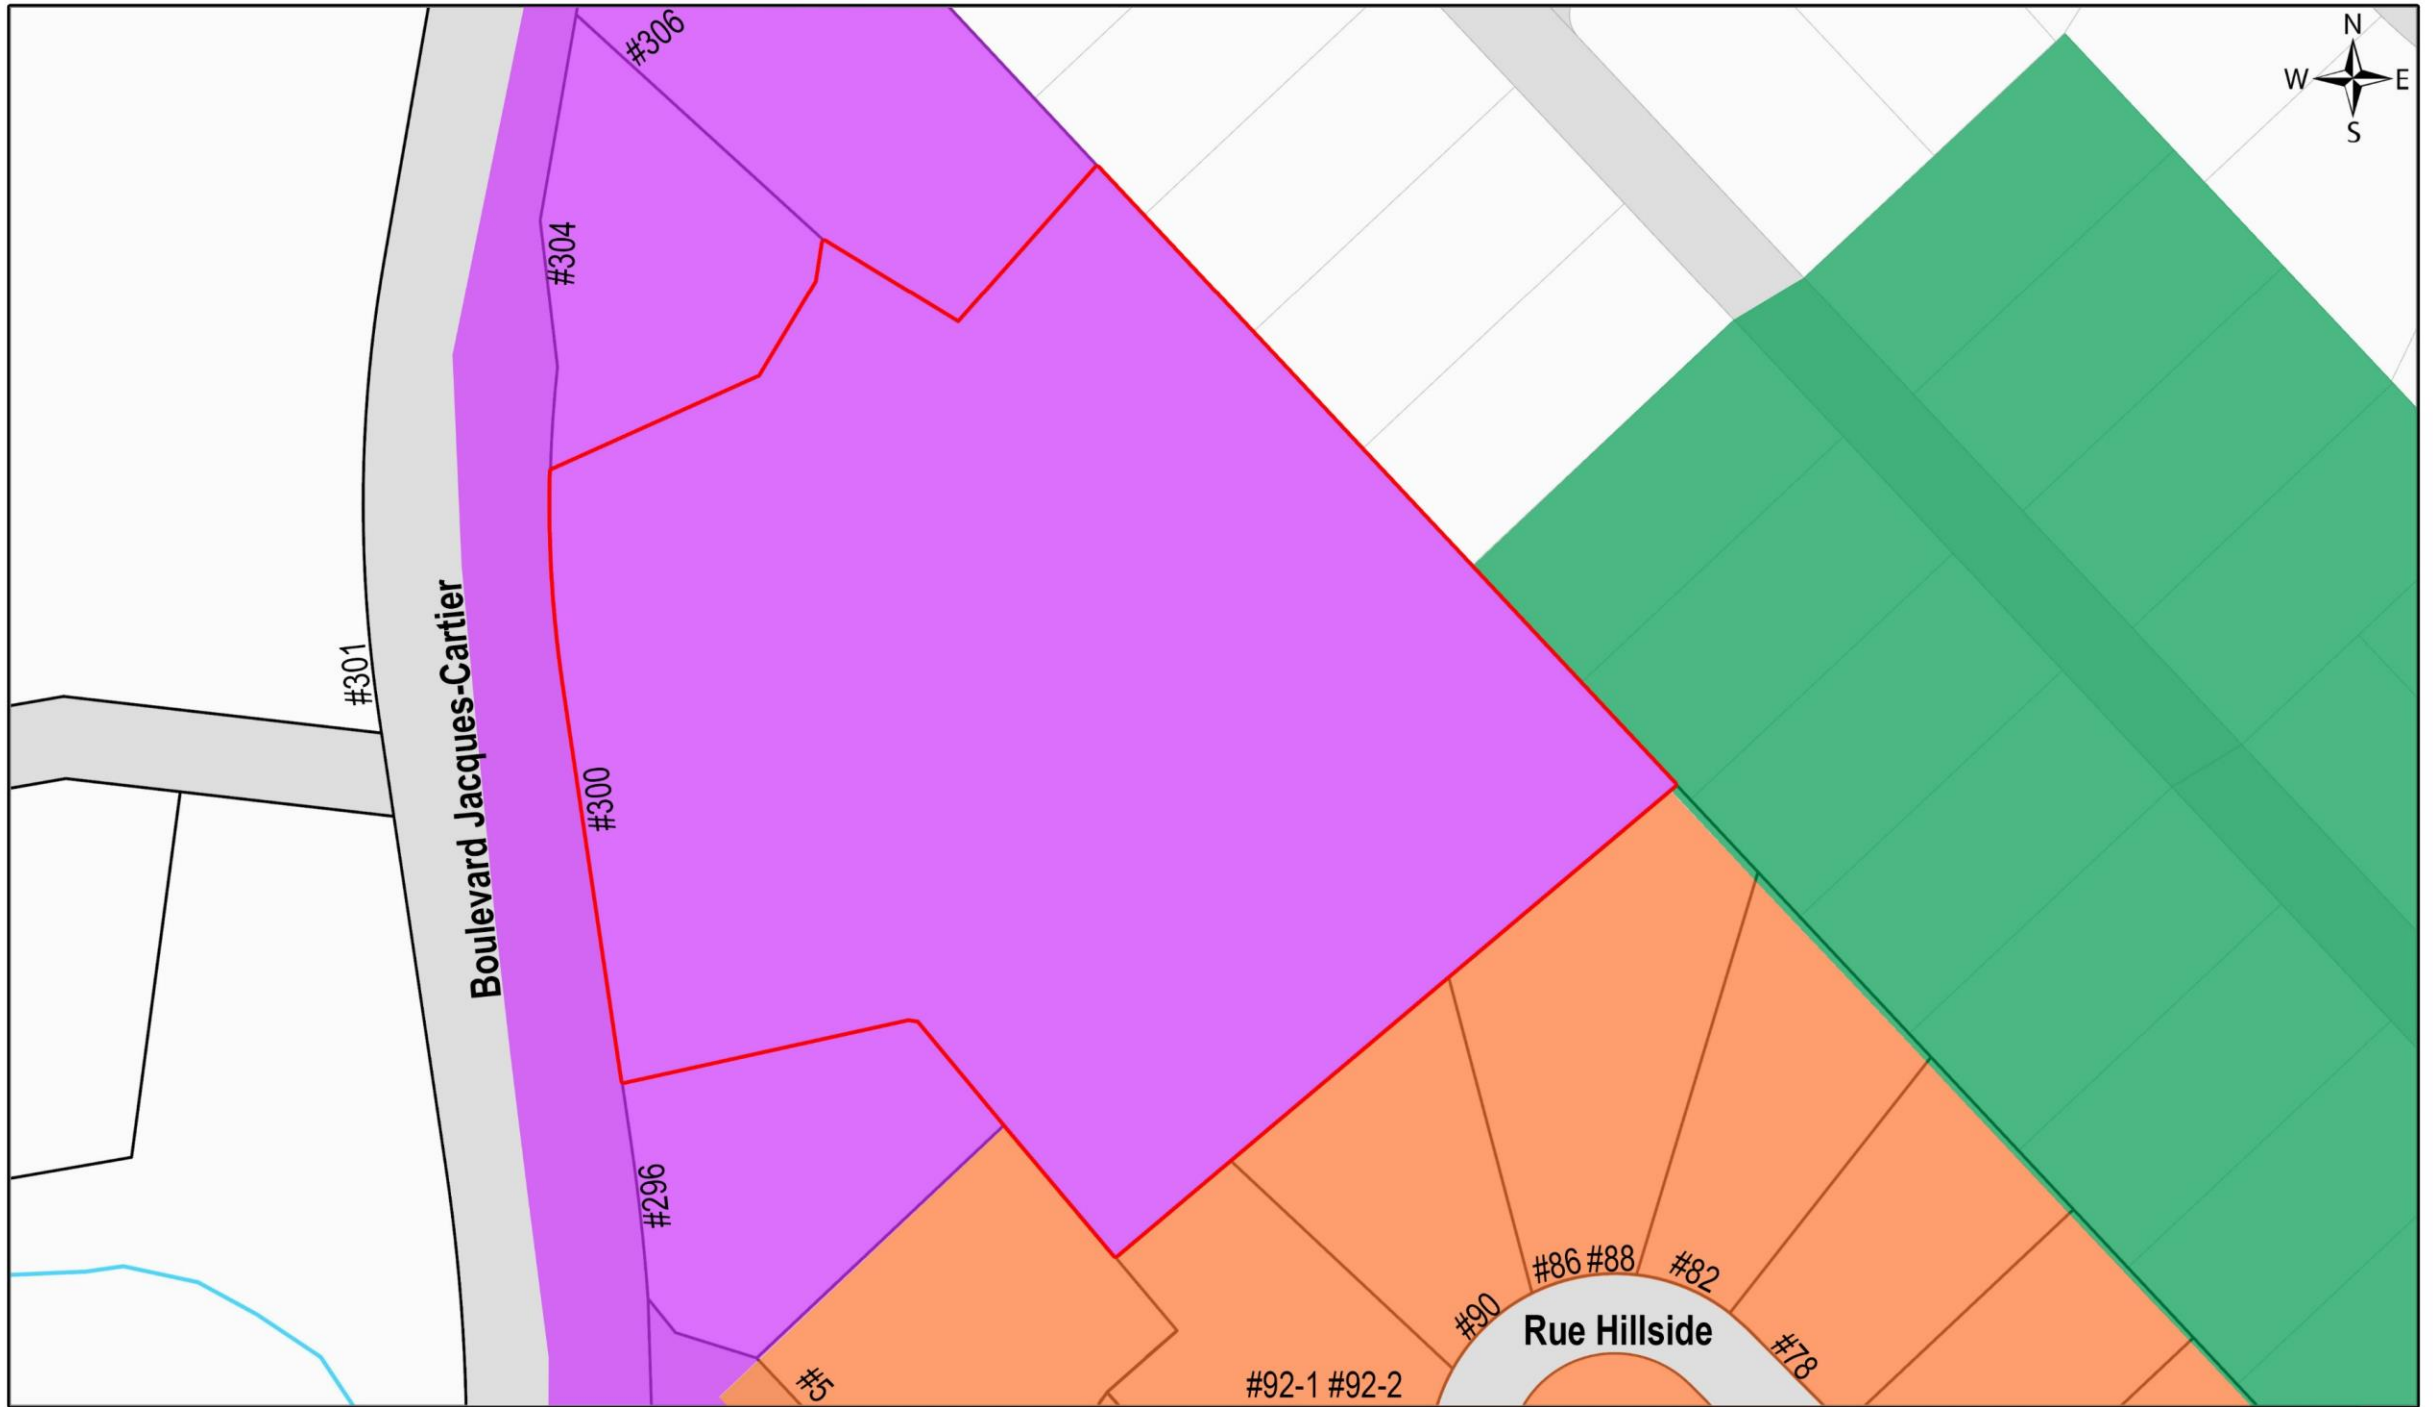 #306
N
W E
S
#304
#301
Boulevard Jacques-Cartier
#300
#296
#86 #88
#82
#90
Rue Hillside
#78
#5
#92-1 #92-2